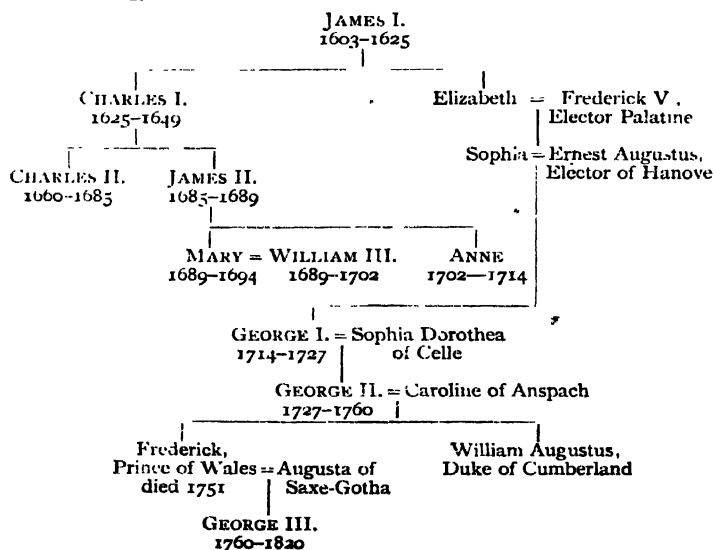 JAMES I.
1603–1625
CHARLES I.
1625–1649
Elizabeth = Frederick V,
Elector Palatine
Sophia = Ernest Augustus,
Elector of Hanove
CHARLES II.
1660–1685
JAMES II.
1685–1689
MARY = WILLIAM III.
1689–1694 1689–1702
ANNE
1702—1714
GEORGE I. = Sophia Dorothea
1714–1727 of Celle
GEORGE II. = Caroline of Anspach
1727–1760
Frederick,
Prince of Wales = Augusta of
died 1751 Saxe-Gotha
William Augustus,
Duke of Cumberland
GEORGE III.
1760–1820